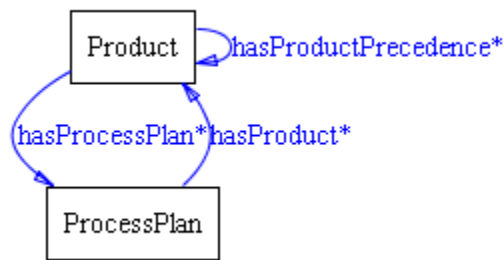 Product
hasProductPrecedence*
hasProcessPlan*
hasProduct*
ProcessPlan